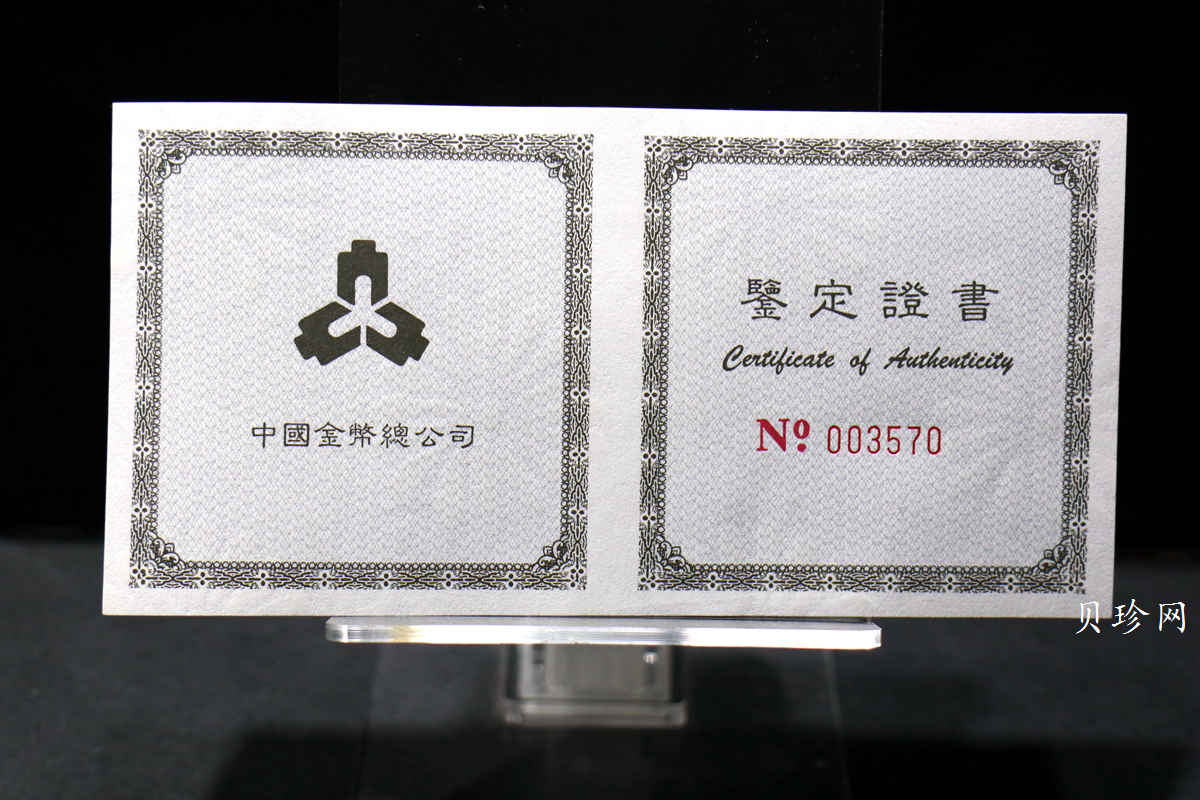 中國金幣總公司
鑒定證書
Certificate of Authenticity
Nº 003570
贝珍网